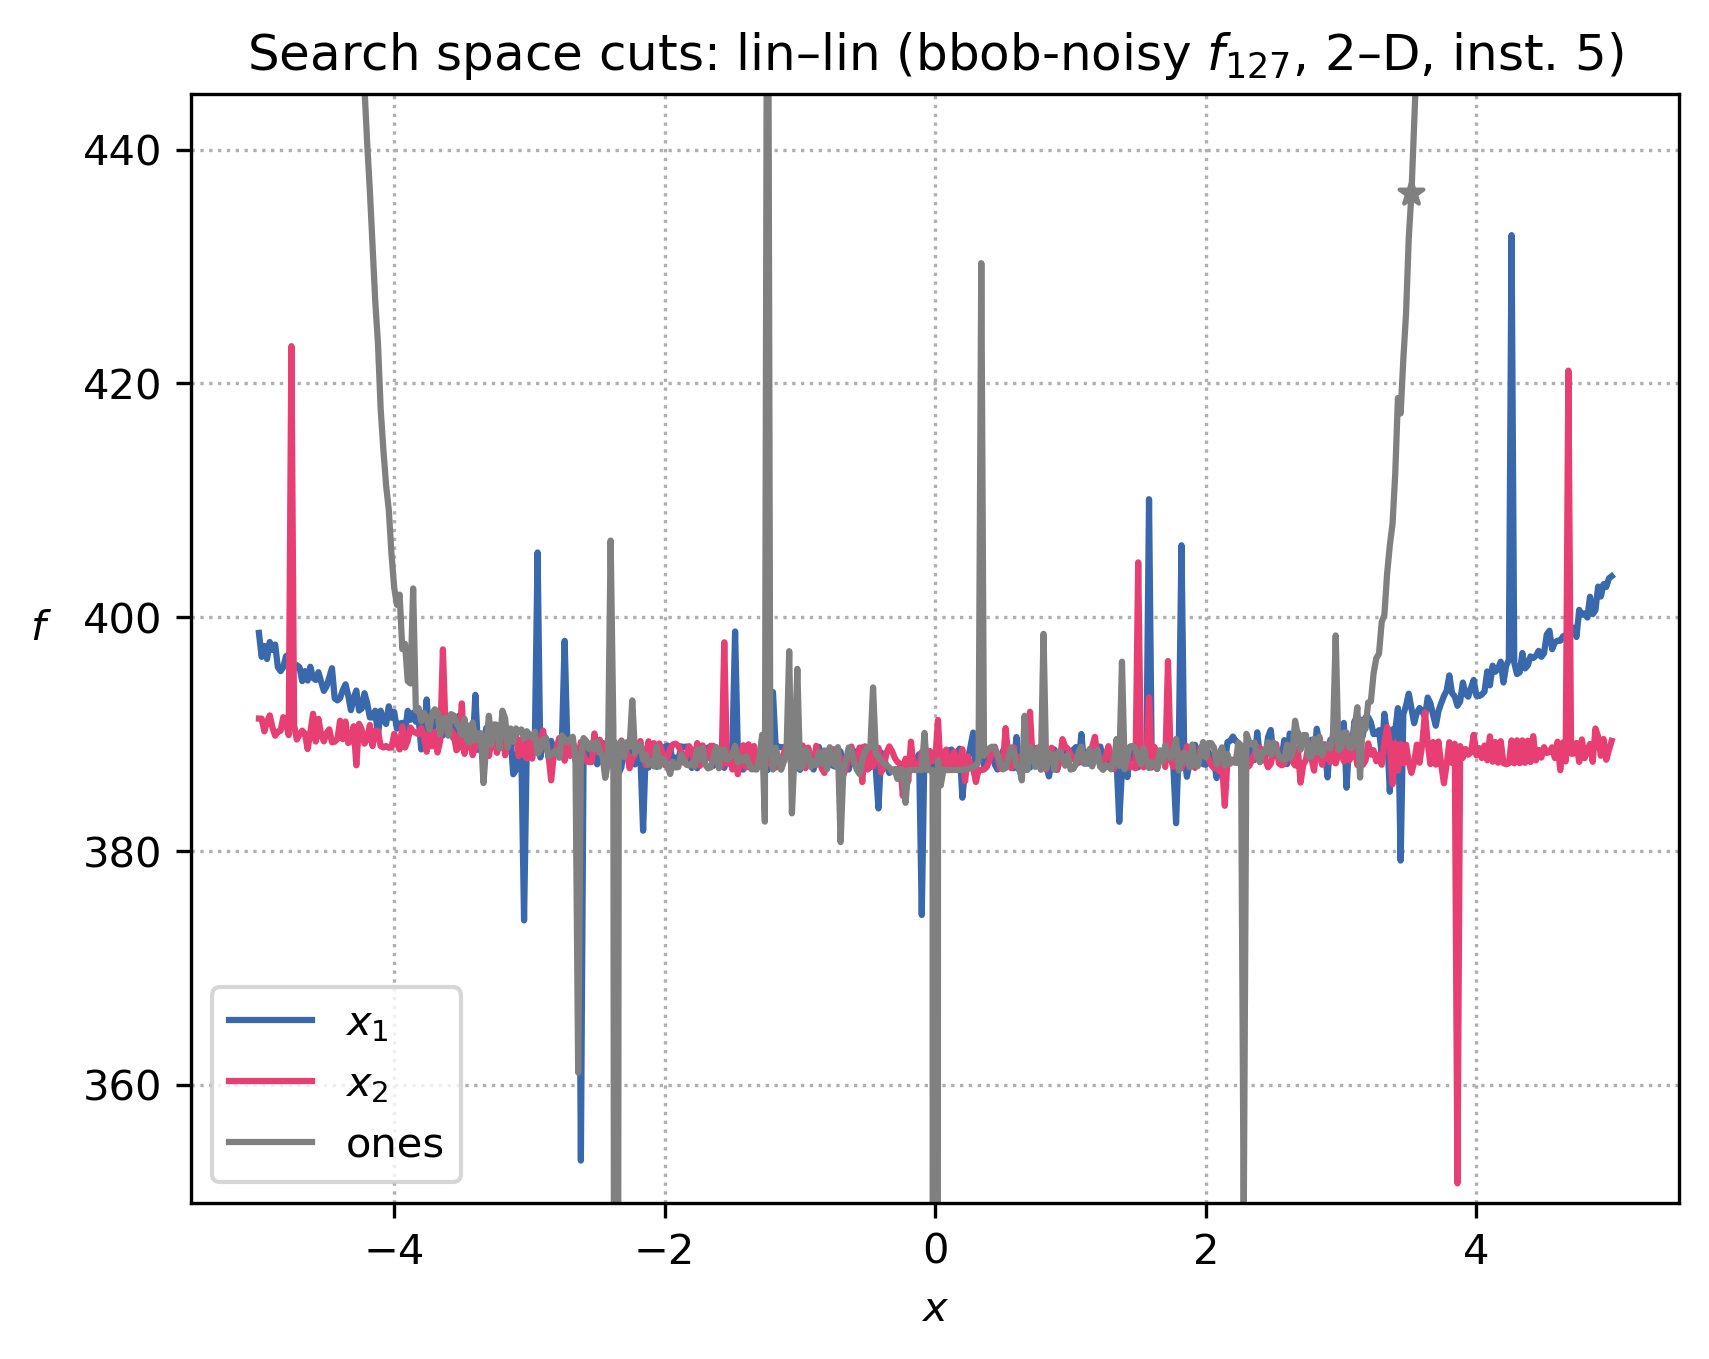 Search space cuts: lin–lin (bbob-noisy f₁₂₇, 2–D, inst. 5)
440
420
400
380
360
f
x₁
x₂
ones
−4
−2
0
2
4
x